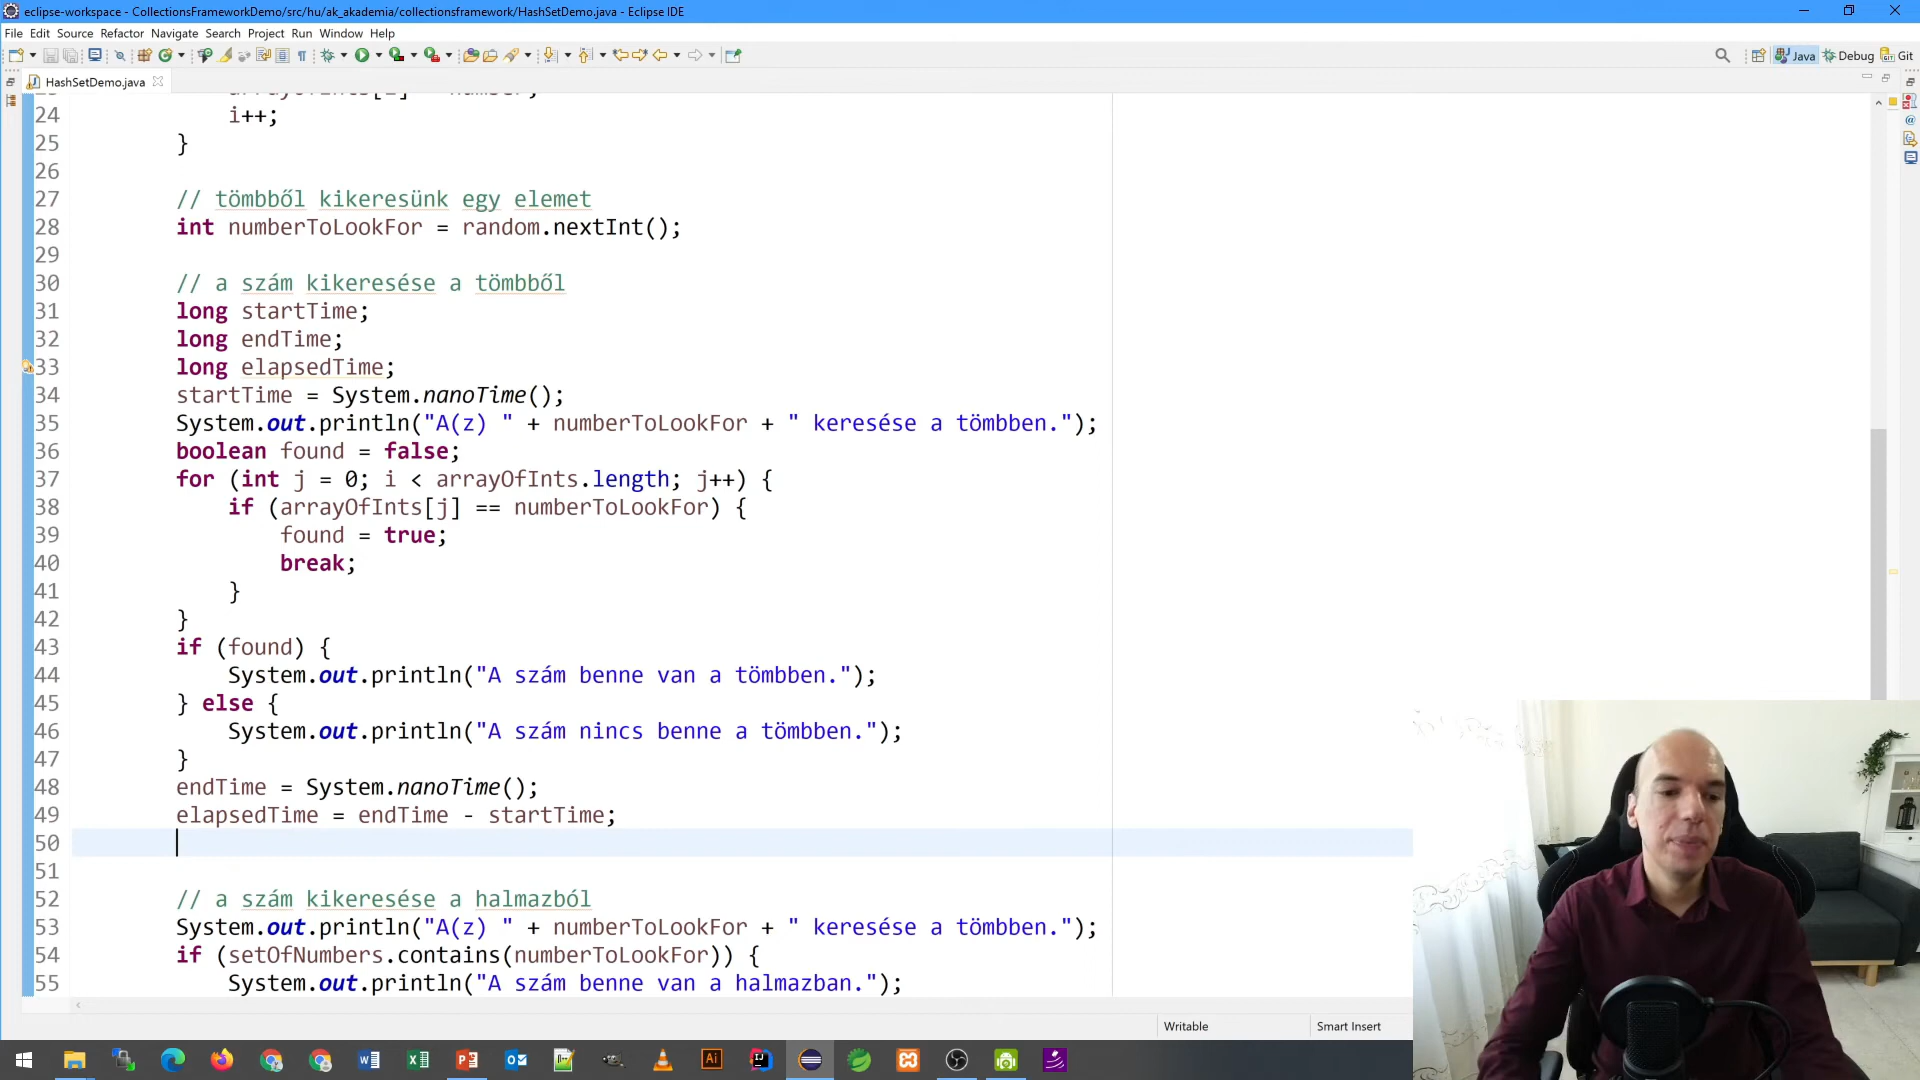 eclipse-workspace - CollectionsFrameworkDemo/src/hu/ak_akademia/collectionsframework/HashSetDemo.java - Eclipse IDE
File Edit Source Refactor Navigate Search Project Run Window Help
Java Debug Git
HashSetDemo.java
24 i++;
25 }
26
27 // tömbből kikeresünk egy elemet
28 int numberToLookFor = random.nextInt();
29
30 // a szám kikeresése a tömbből
31 long startTime;
32 long endTime;
33 long elapsedTime;
34 startTime = System.nanoTime();
35 System.out.println("A(z) " + numberToLookFor + " keresése a tömbben.");
36 boolean found = false;
37 for (int j = 0; i < arrayOfInts.length; j++) {
38 if (arrayOfInts[j] == numberToLookFor) {
39 found = true;
40 break;
41 }
42 }
43 if (found) {
44 System.out.println("A szám benne van a tömbben.");
45 } else {
46 System.out.println("A szám nincs benne a tömbben.");
47 }
48 endTime = System.nanoTime();
49 elapsedTime = endTime - startTime;
50
51
52 // a szám kikeresése a halmazból
53 System.out.println("A(z) " + numberToLookFor + " keresése a tömbben.");
54 if (setOfNumbers.contains(numberToLookFor)) {
55 System.out.println("A szám benne van a halmazban.");
Writable Smart Insert